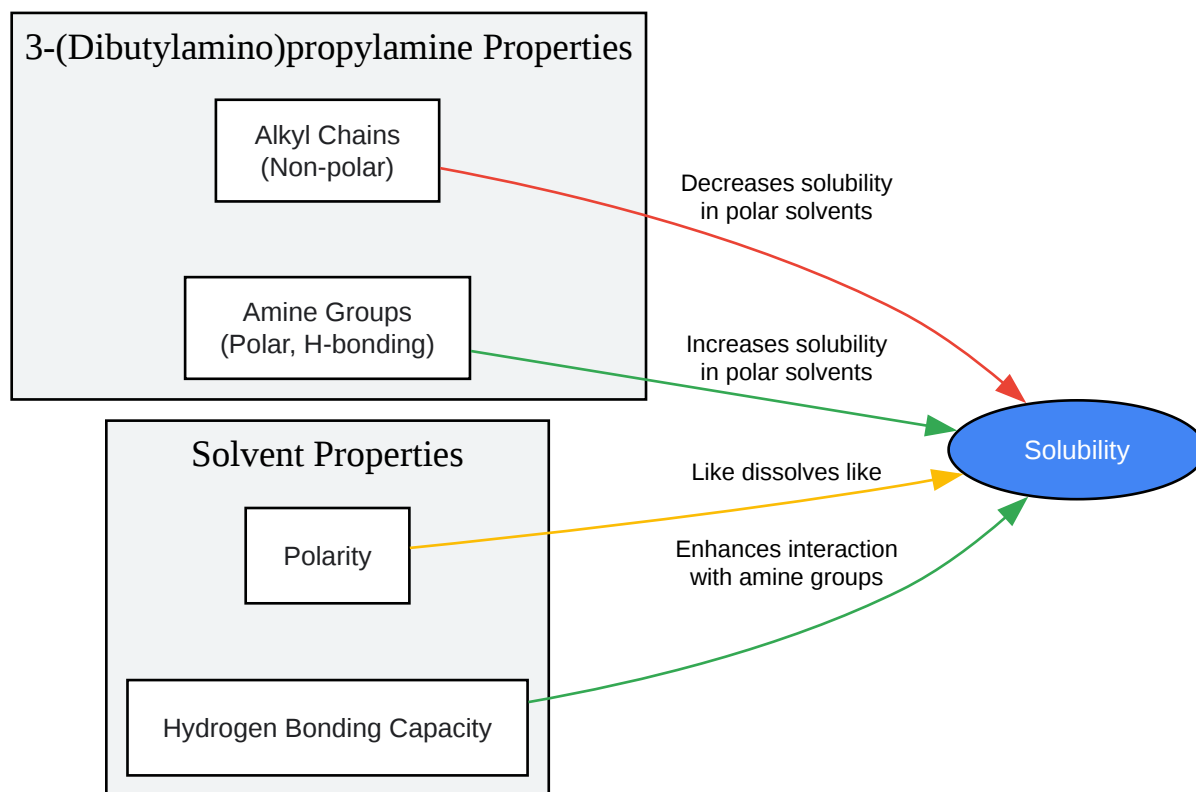 3-(Dibutylamino)propylamine Properties
Alkyl Chains
(Non-polar)
Decreases solubility
in polar solvents
Amine Groups
(Polar, H-bonding)
Increases solubility
in polar solvents
Solubility
Solvent Properties
Like dissolves like
Polarity
Enhances interaction
with amine groups
Hydrogen Bonding Capacity